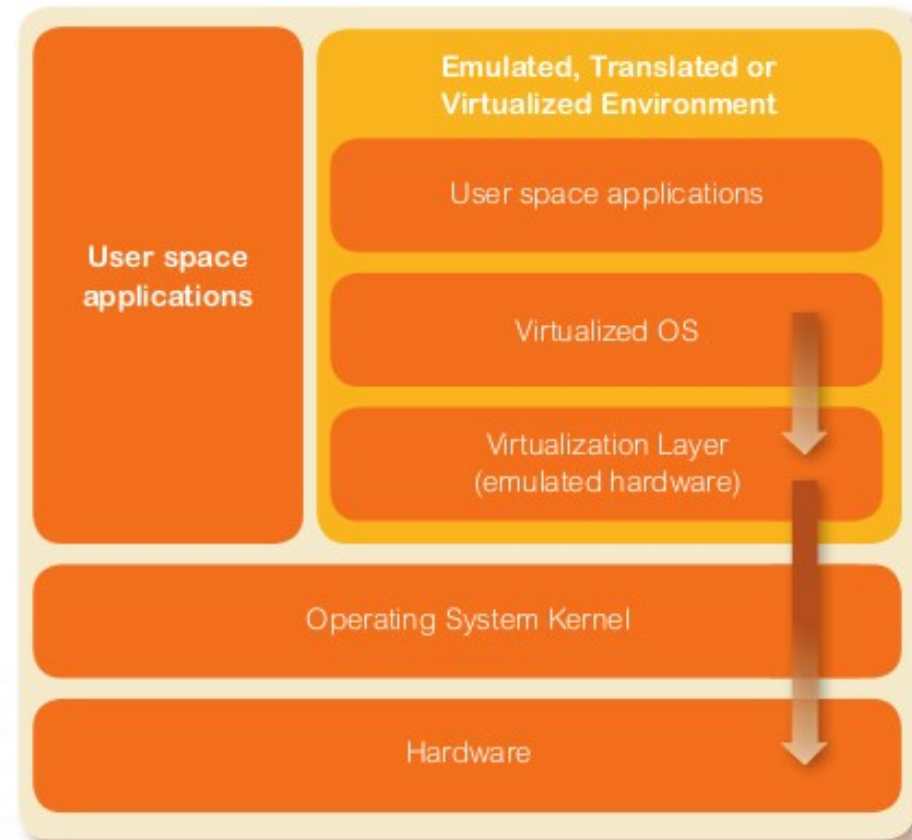 User space
applications
Emulated, Translated or
Virtualized Environment
User space applications
Virtualized OS
Virtualization Layer
(emulated hardware)
Operating System Kernel
Hardware